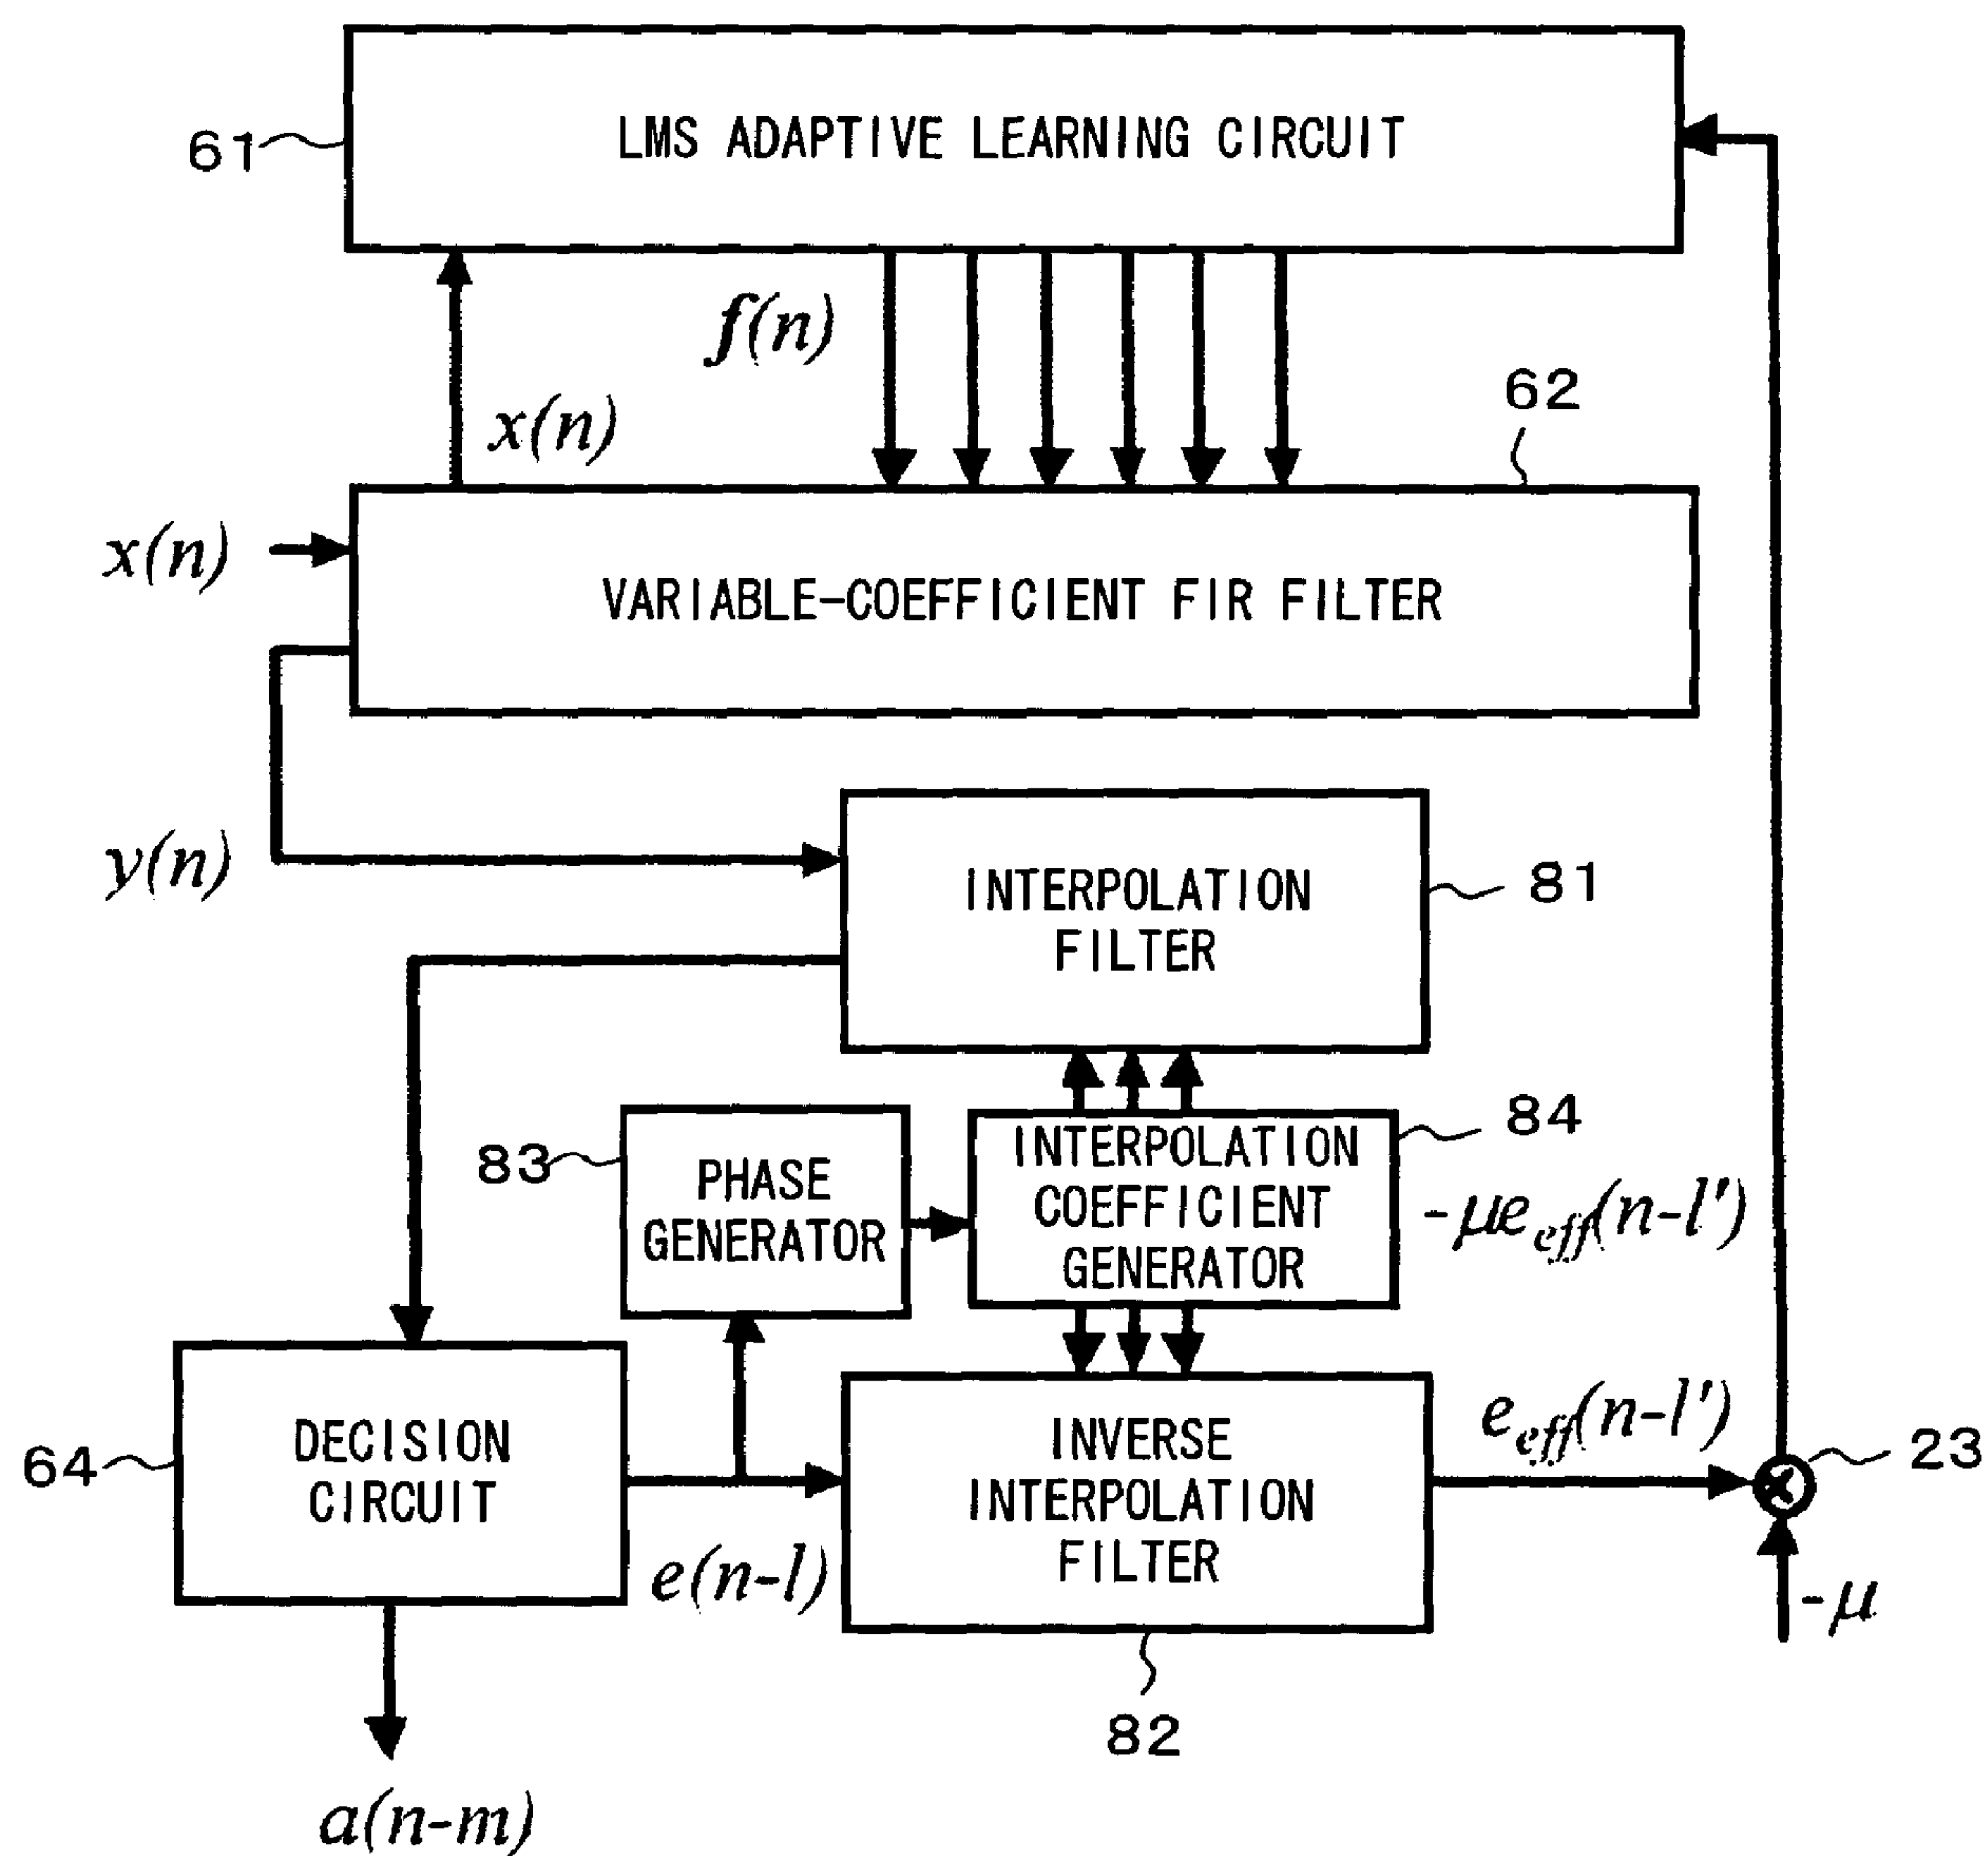 LMS ADAPTIVE LEARNING CIRCUIT
61
f(n)
x(n)
62
x(n)
VARIABLE-COEFFICIENT FIR FILTER
y(n)
INTERPOLATION
FILTER
81
83
PHASE
GENERATOR
INTERPOLATION
COEFFICIENT
GENERATOR
84
-μe_eff(n-l')
64
DECISION
CIRCUIT
e(n-l)
INVERSE
INTERPOLATION
FILTER
82
e_eff(n-l')
23
-μ
a(n-m)